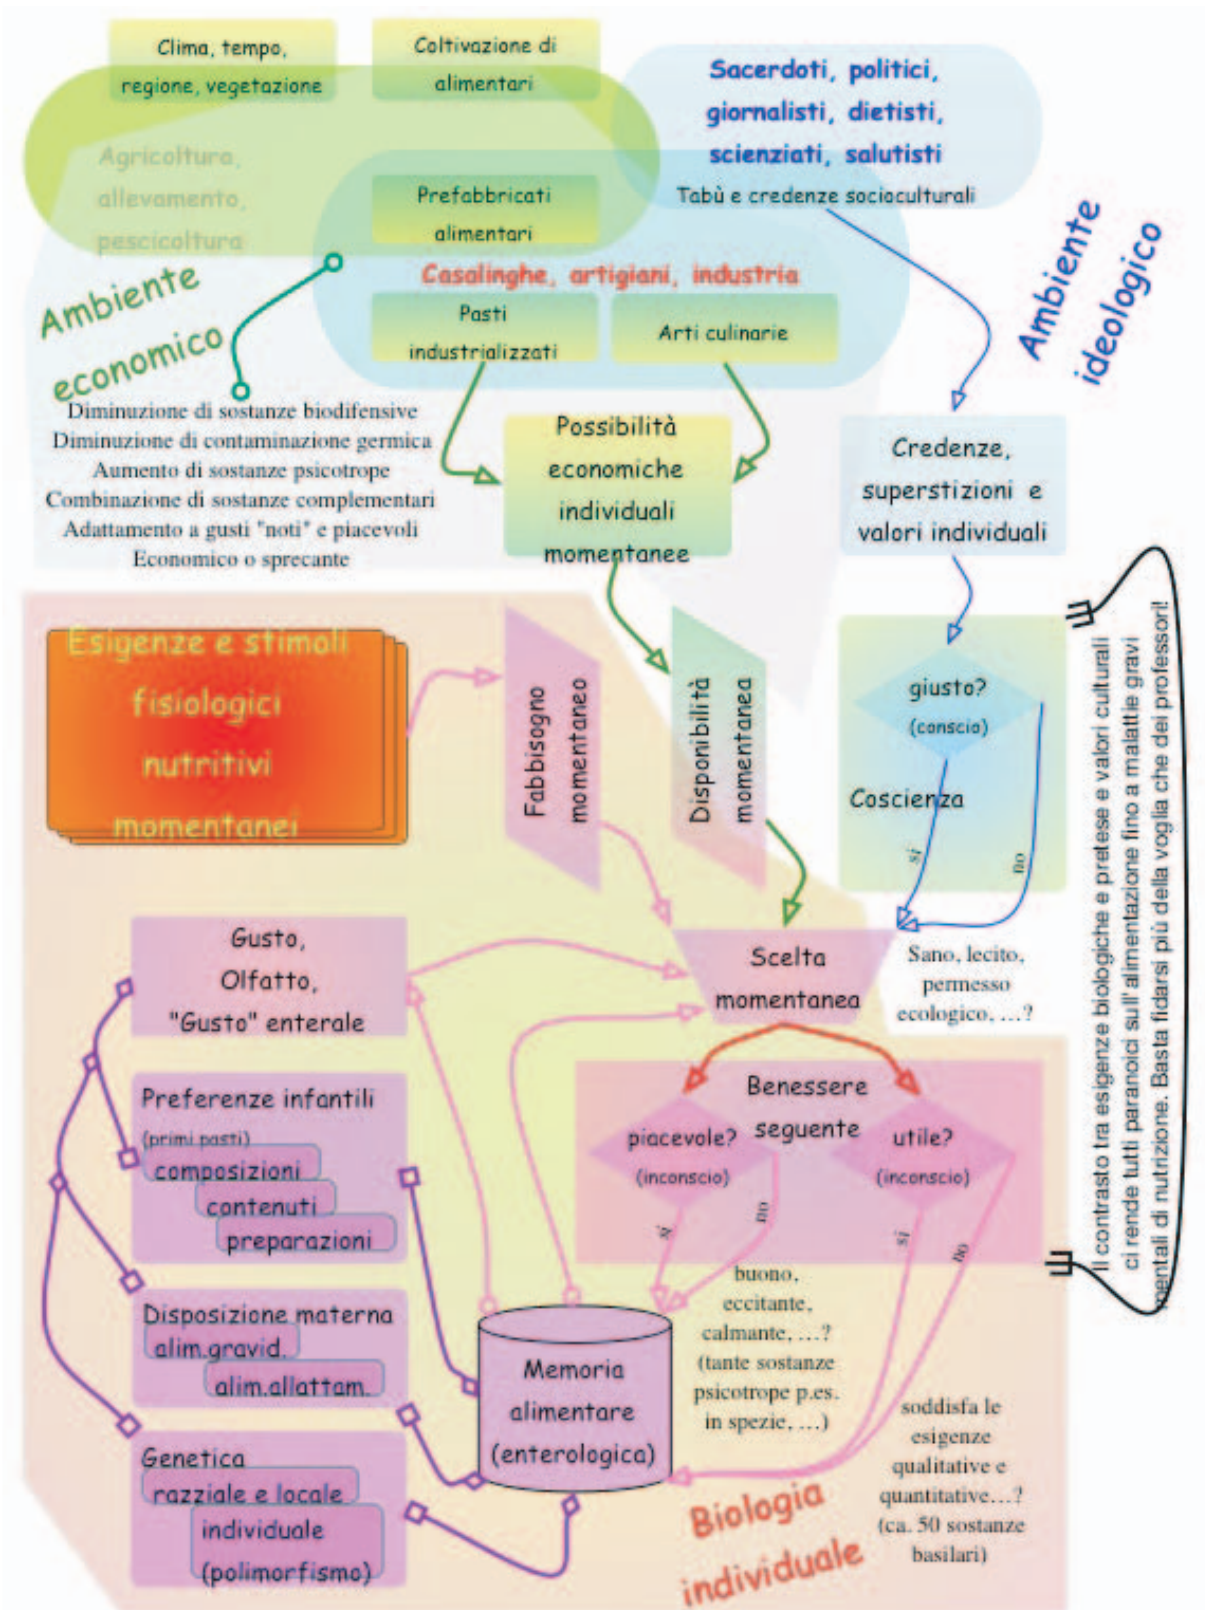 Clima, tempo,
regione, vegetazione
Coltivazione di
alimentari
Sacerdoti, politici,
giornalisti, dietisti,
scienziati, salutisti
Tabù e credenze socioculturali
Agricoltura,
allevamento,
pescicoltura
Prefabbricati
alimentari
Casalinghe, artigiani, industria
Pasti
industrializzati
Arti culinarie
Ambiente
economico
Ambiente
ideologico
Diminuzione di sostanze biodifensive
Diminuzione di contaminazione germica
Aumento di sostanze psicotrope
Combinazione di sostanze complementari
Adattamento a gusti "noti" e piacevoli
Economico o sprecante
Possibilità
economiche
individuali
momentanee
Credenze,
superstizioni e
valori individuali
Esigenze e stimoli
fisiologici
nutritivi
momentanei
Fabbisogno
momentaneo
Disponibilità
momentanea
giusto?
(conscio)
Coscienza
si
no
Sano, lecito,
permesso
ecologico, ...?
Il contrasto tra esigenze biologiche e pretese e valori culturali
ci rende tutti paranoici sull'alimentazione fino a malattie gravi
mentali di nutrizione. Basta fidarsi più della voglia che dei professori!
Gusto,
Olfatto,
"Gusto" enterale
Scelta
momentanea
Benessere
seguente
piacevole?
(inconscio)
utile?
(inconscio)
si
no
si
no
Preferenze infantili
(primi pasti)
composizioni
contenuti
preparazioni
Disposizione materna
alim.gravid.
alim.allattam.
Genetica
razziale e locale
individuale
(polimorfismo)
Memoria
alimentare
(enterologica)
buono,
eccitante,
calmante, ...?
(tante sostanze
psicotrope p.es.
in spezie, ...)
soddisfa le
esigenze
qualitative e
quantitative...?
(ca. 50 sostanze
basilari)
Biologia
individuale